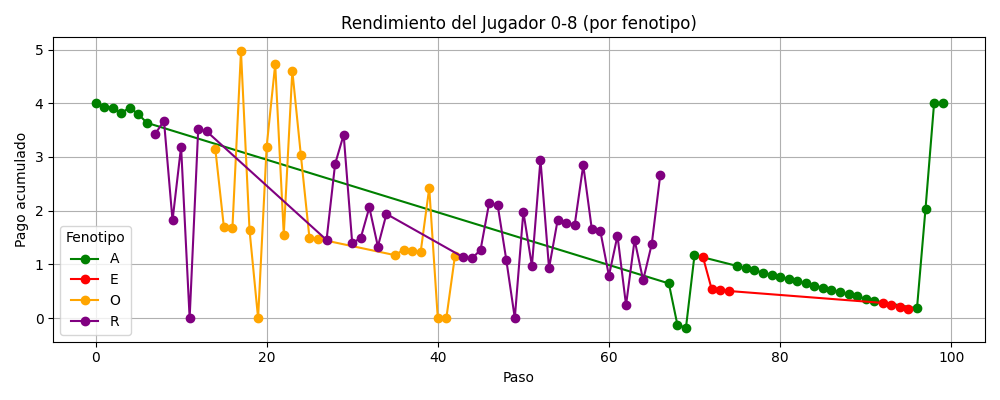 Rendimiento del Jugador 0-8 (por fenotipo)
Pago acumulado
5
4
3
2
1
0
Fenotipo
A
E
O
R
0 20 40 60 80 100
Paso